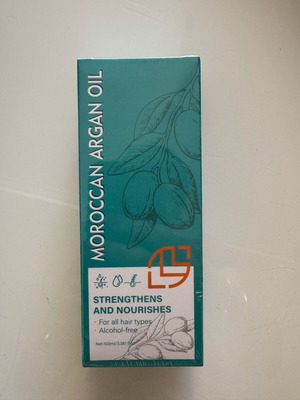 MOROCCAN ARGAN OIL
STRENGTHENS
AND NOURISHES
· For all hair types
· Alcohol-free